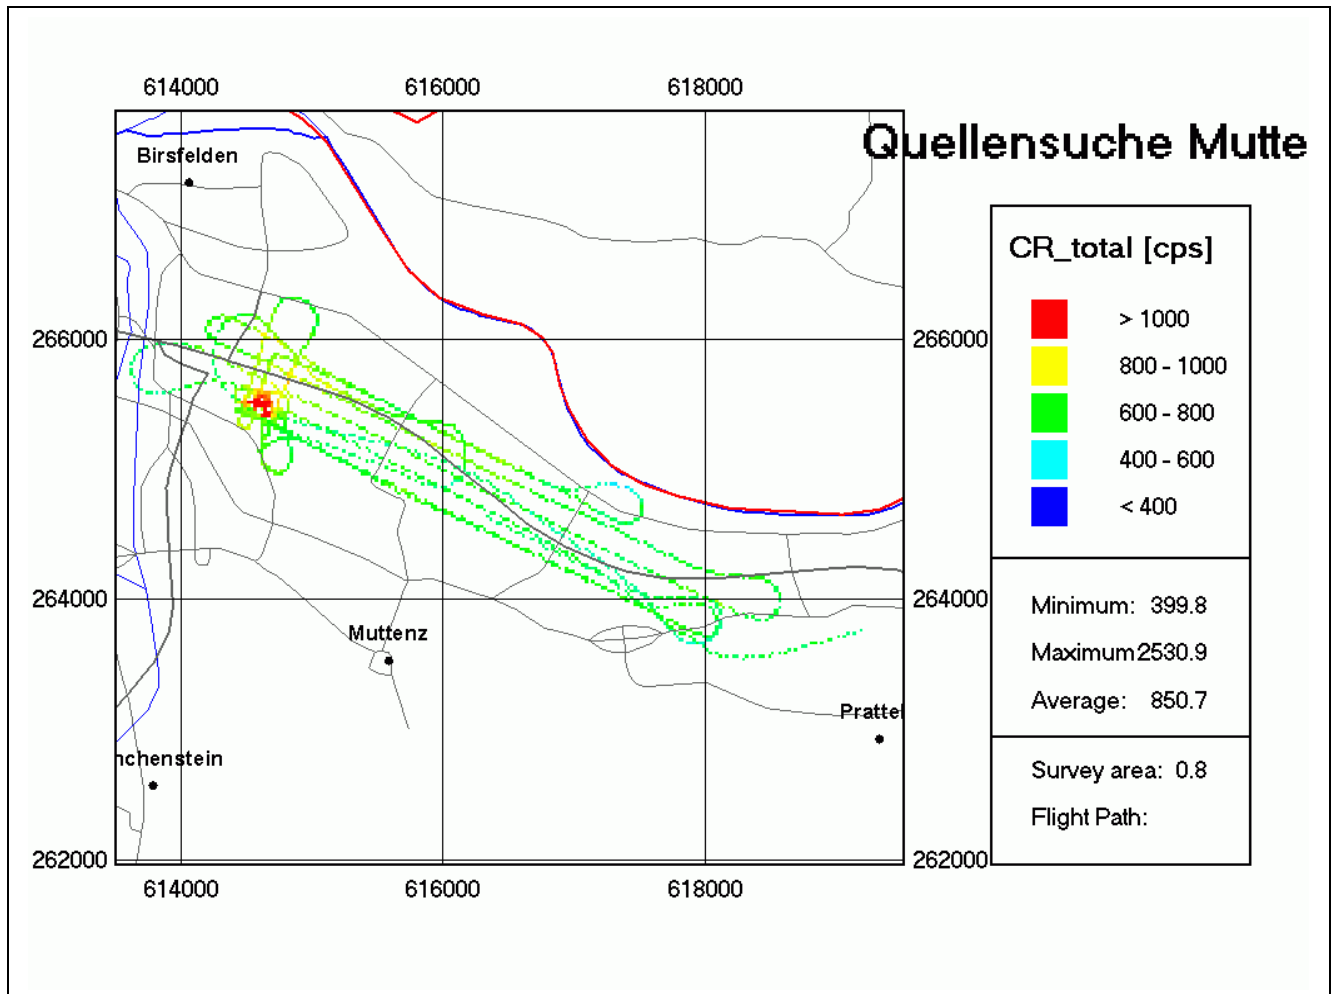 614000 616000 618000
Quellensuche Mutte
Birsfelden
CR_total [cps]
> 1000
266000 266000
800 - 1000
600 - 800
400 - 600
< 400
264000 264000
Minimum: 399.8
Muttenz
Maximum 2530.9
Average: 850.7
Prattel
nchenstein
Survey area: 0.8
Flight Path:
262000 262000
614000 616000 618000